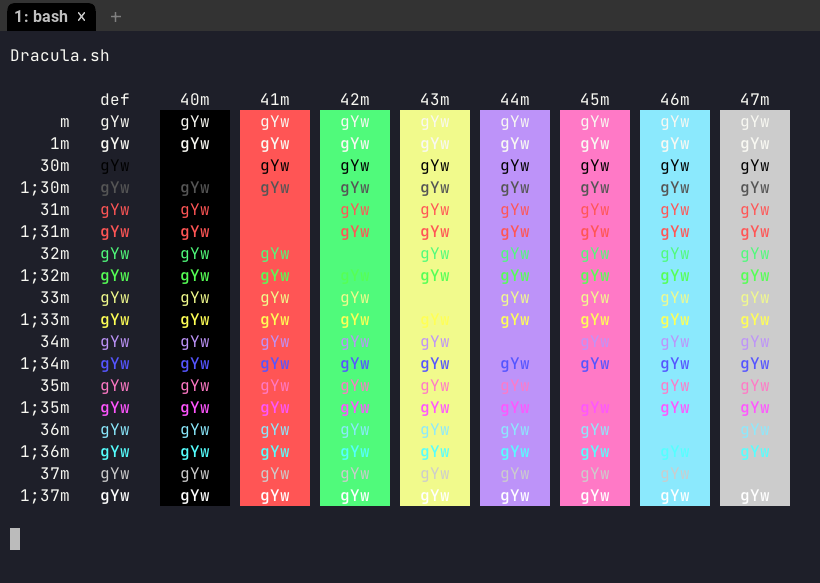 1: bash × +
Dracula.sh
def 40m 41m 42m 43m 44m 45m 46m 47m
m gYw gYw gYw gYw gYw gYw gYw gYw gYw
1m gYw gYw gYw gYw gYw gYw gYw gYw gYw
30m gYw gYw gYw gYw gYw gYw gYw gYw
1;30m gYw gYw gYw gYw gYw gYw gYw gYw gYw
31m gYw gYw gYw gYw gYw gYw gYw gYw
1;31m gYw gYw gYw gYw gYw gYw gYw gYw
32m gYw gYw gYw gYw gYw gYw gYw gYw
1;32m gYw gYw gYw gYw gYw gYw gYw gYw gYw
33m gYw gYw gYw gYw gYw gYw gYw gYw
1;33m gYw gYw gYw gYw gYw gYw gYw gYw gYw
34m gYw gYw gYw gYw gYw gYw gYw gYw
1;34m gYw gYw gYw gYw gYw gYw gYw gYw gYw
35m gYw gYw gYw gYw gYw gYw gYw gYw
1;35m gYw gYw gYw gYw gYw gYw gYw gYw gYw
36m gYw gYw gYw gYw gYw gYw gYw gYw
1;36m gYw gYw gYw gYw gYw gYw gYw gYw gYw
37m gYw gYw gYw gYw gYw gYw gYw gYw
1;37m gYw gYw gYw gYw gYw gYw gYw gYw gYw